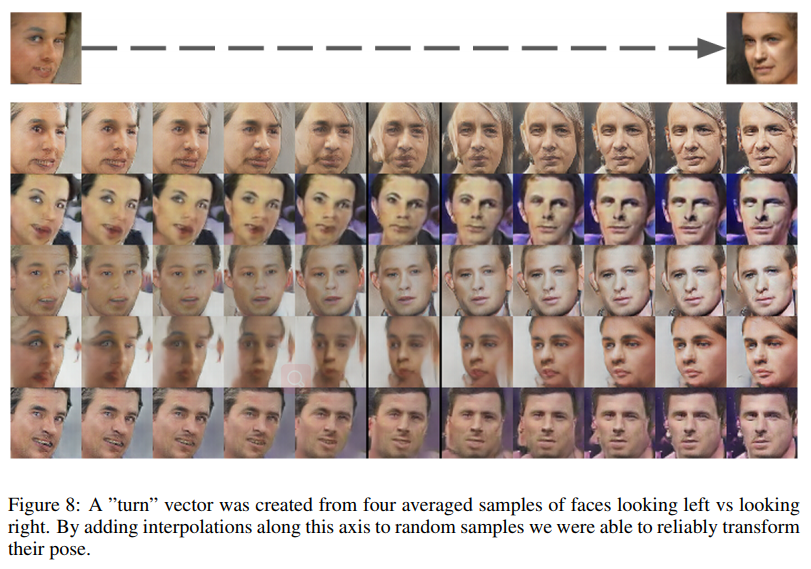 Figure 8: A ”turn” vector was created from four averaged samples of faces looking left vs looking
right. By adding interpolations along this axis to random samples we were able to reliably transform
their pose.